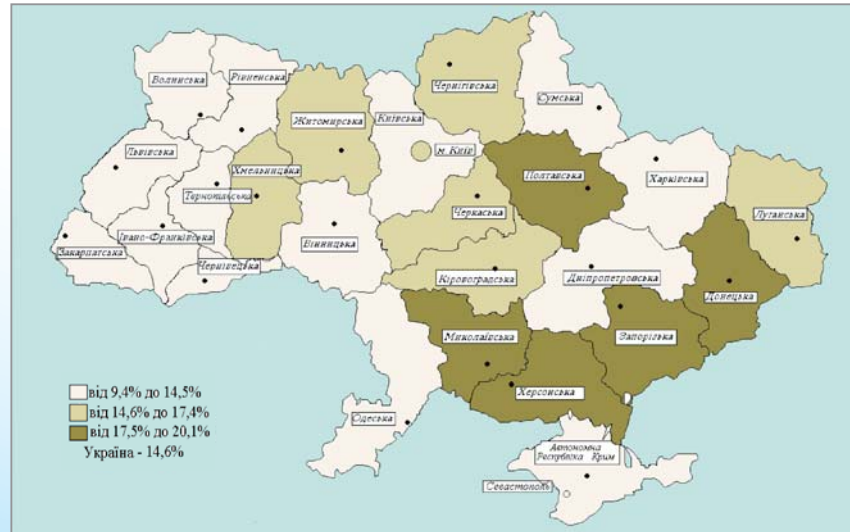 Волинська
Рівненська
Житомирська
Київська
Чернігівська
Сумська
Львівська
м. Київ
Хмельницька
Тернопільська
Полтавська
Харківська
Черкаська
Луганська
Івано-Франківська
Вінницька
Закарпатська
Чернівецька
Кіровоградська
Дніпропетровська
Донецька
Миколаївська
Запорізька
Херсонська
Одеська
Автономна
Республіка Крим
Севастополь
від 9,4% до 14,5%
від 14,6% до 17,4%
від 17,5% до 20,1%
Україна - 14,6%